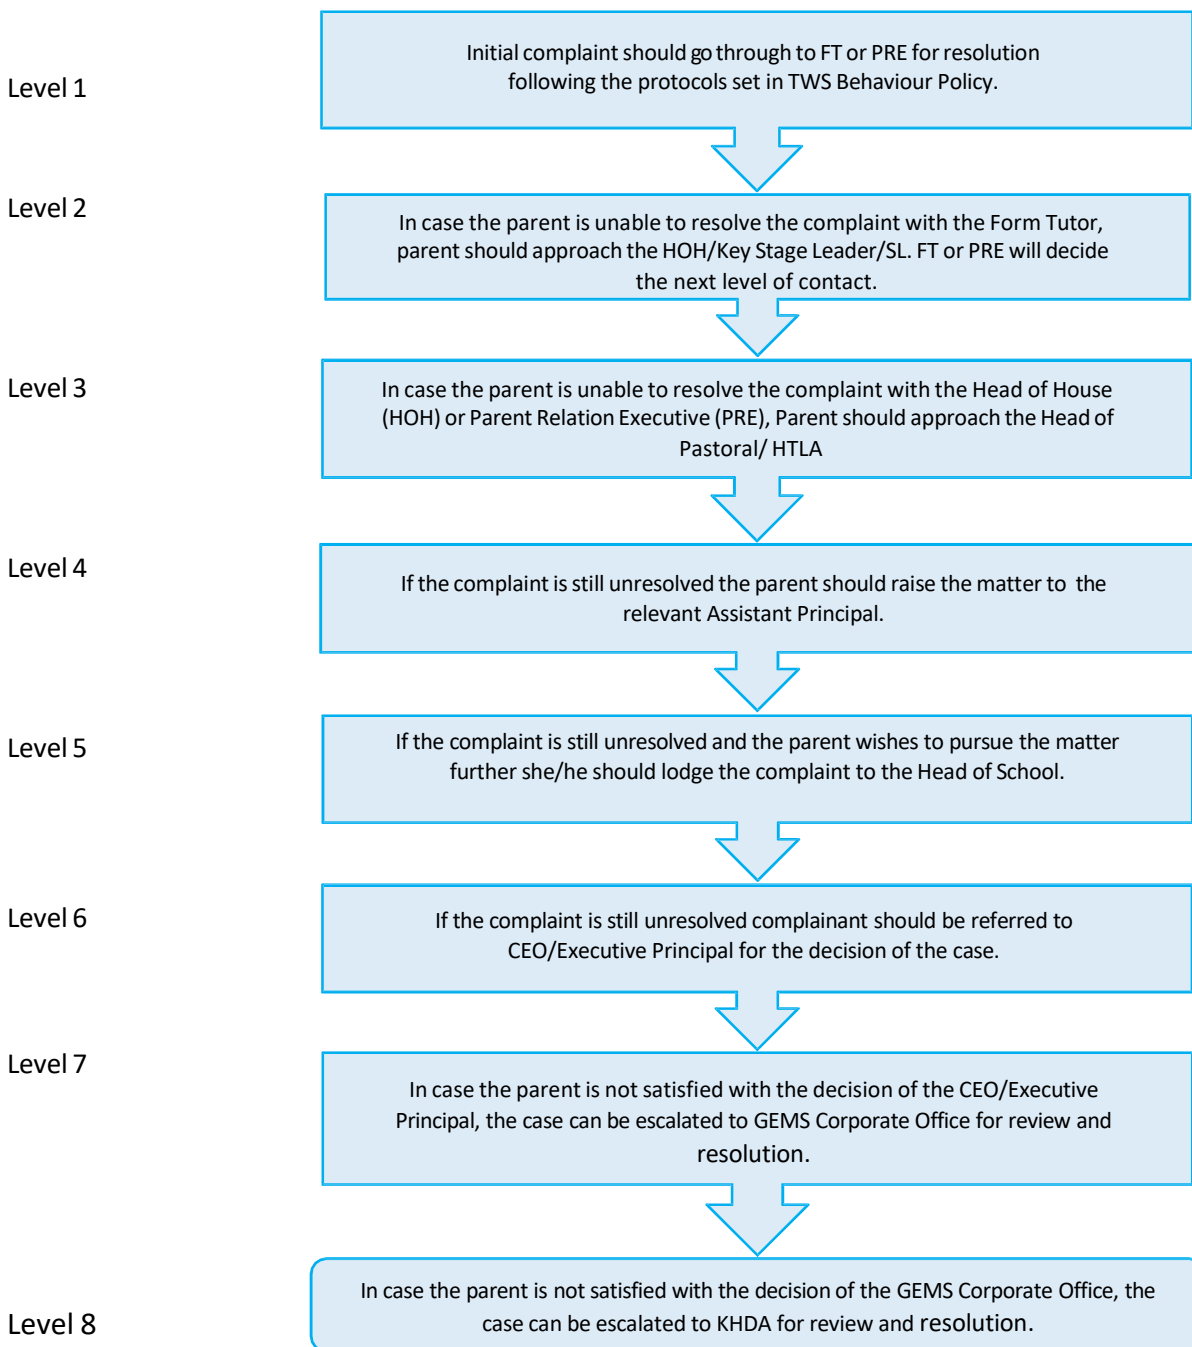 Level 1
Initial complaint should go through to FT or PRE for resolution
following the protocols set in TWS Behaviour Policy.
Level 2
In case the parent is unable to resolve the complaint with the Form Tutor,
parent should approach the HOH/Key Stage Leader/SL. FT or PRE will decide
the next level of contact.
Level 3
In case the parent is unable to resolve the complaint with the Head of House
(HOH) or Parent Relation Executive (PRE), Parent should approach the Head of
Pastoral/ HTLA
Level 4
If the complaint is still unresolved the parent should raise the matter to the
relevant Assistant Principal.
Level 5
If the complaint is still unresolved and the parent wishes to pursue the matter
further she/he should lodge the complaint to the Head of School.
Level 6
If the complaint is still unresolved complainant should be referred to
CEO/Executive Principal for the decision of the case.
Level 7
In case the parent is not satisfied with the decision of the CEO/Executive
Principal, the case can be escalated to GEMS Corporate Office for review and
resolution.
Level 8
In case the parent is not satisfied with the decision of the GEMS Corporate Office, the
case can be escalated to KHDA for review and resolution.